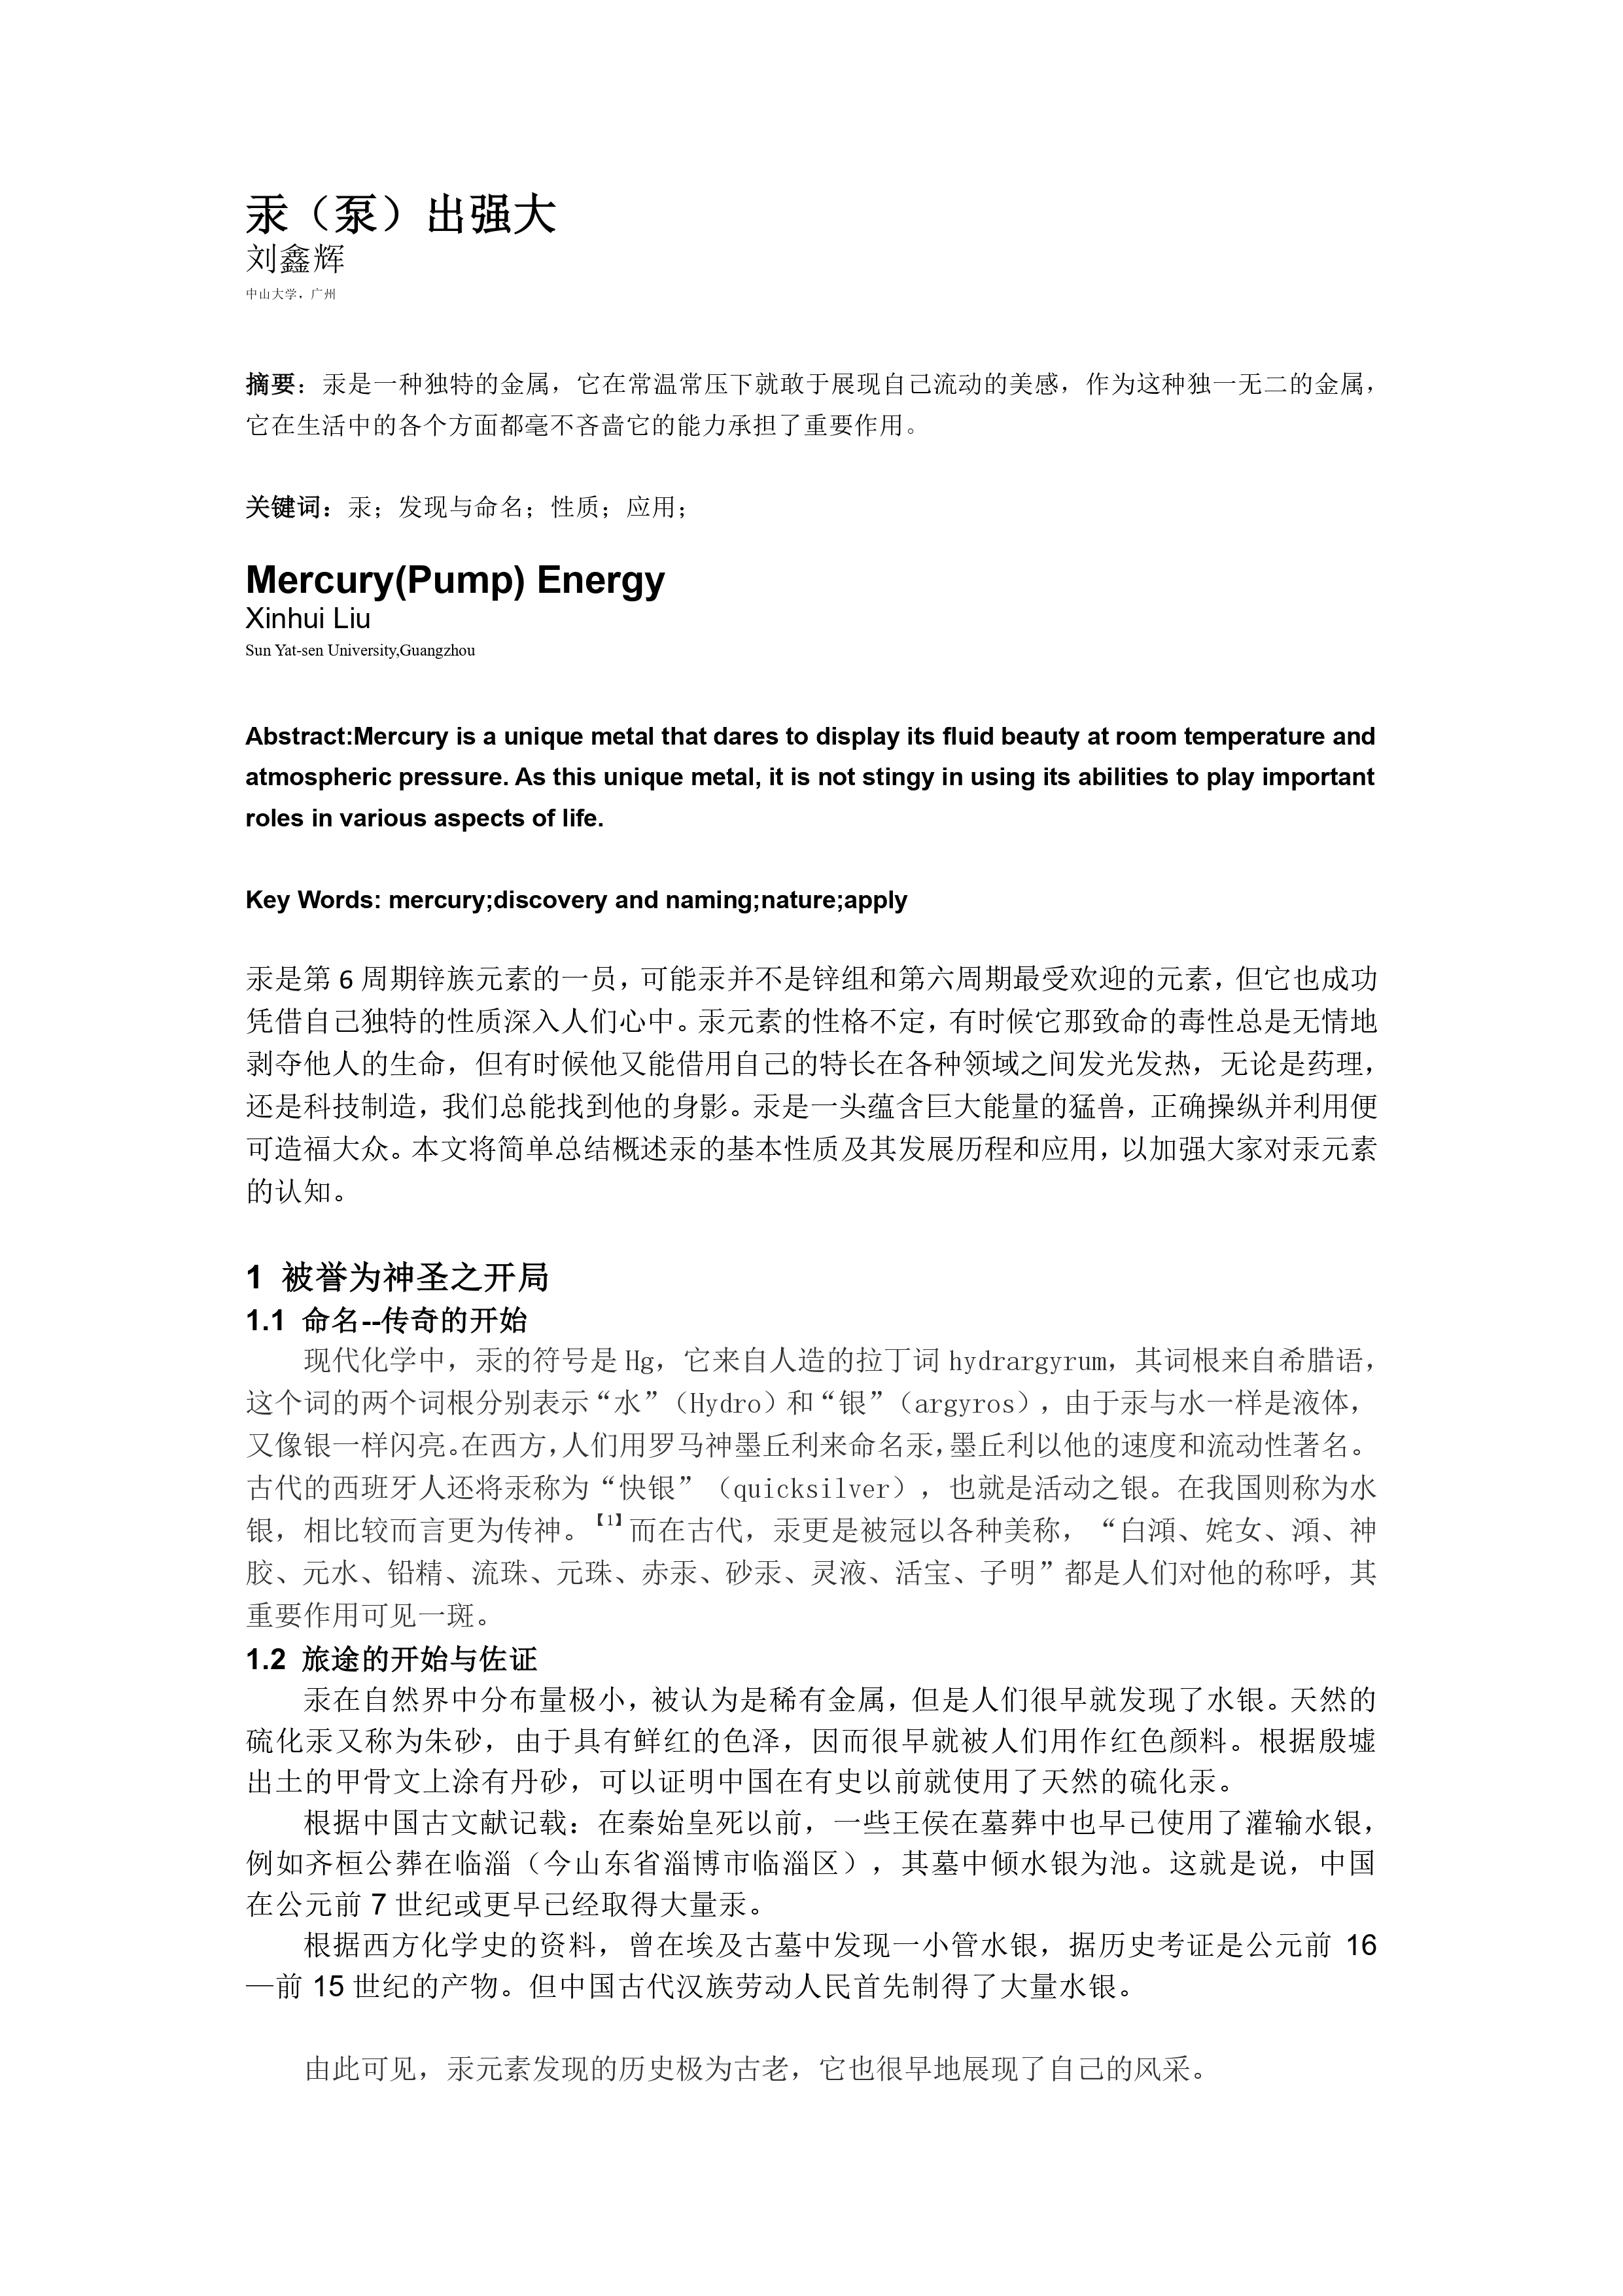 汞（泵）出强大
刘鑫辉
中山大学，广州
摘要：汞是一种独特的金属，它在常温常压下就敢于展现自己流动的美感，作为这种独一无二的金属，
它在生活中的各个方面都毫不吝啬它的能力承担了重要作用。
关键词：汞；发现与命名；性质；应用；
Mercury(Pump) Energy
Xinhui Liu
Sun Yat-sen University,Guangzhou
Abstract:Mercury is a unique metal that dares to display its fluid beauty at room temperature and
atmospheric pressure. As this unique metal, it is not stingy in using its abilities to play important
roles in various aspects of life.
Key Words: mercury;discovery and naming;nature;apply
汞是第 6 周期锌族元素的一员，可能汞并不是锌组和第六周期最受欢迎的元素，但它也成功
凭借自己独特的性质深入人们心中。汞元素的性格不定，有时候它那致命的毒性总是无情地
剥夺他人的生命，但有时候他又能借用自己的特长在各种领域之间发光发热，无论是药理，
还是科技制造，我们总能找到他的身影。汞是一头蕴含巨大能量的猛兽，正确操纵并利用便
可造福大众。本文将简单总结概述汞的基本性质及其发展历程和应用，以加强大家对汞元素
的认知。
1 被誉为神圣之开局
1.1 命名--传奇的开始
现代化学中，汞的符号是 Hg，它来自人造的拉丁词 hydrargyrum，其词根来自希腊语，
这个词的两个词根分别表示“水”（Hydro）和“银”（argyros），由于汞与水一样是液体，
又像银一样闪亮。在西方，人们用罗马神墨丘利来命名汞，墨丘利以他的速度和流动性著名。
古代的西班牙人还将汞称为“快银”（quicksilver），也就是活动之银。在我国则称为水
银，相比较而言更为传神。【1】而在古代，汞更是被冠以各种美称，“白澒、姹女、澒、神
胶、元水、铅精、流珠、元珠、赤汞、砂汞、灵液、活宝、子明”都是人们对他的称呼，其
重要作用可见一斑。
1.2 旅途的开始与佐证
汞在自然界中分布量极小，被认为是稀有金属，但是人们很早就发现了水银。天然的
硫化汞又称为朱砂，由于具有鲜红的色泽，因而很早就被人们用作红色颜料。根据殷墟
出土的甲骨文上涂有丹砂，可以证明中国在有史以前就使用了天然的硫化汞。
根据中国古文献记载：在秦始皇死以前，一些王侯在墓葬中也早已使用了灌输水银，
例如齐桓公葬在临淄（今山东省淄博市临淄区），其墓中倾水银为池。这就是说，中国
在公元前 7 世纪或更早已经取得大量汞。
根据西方化学史的资料，曾在埃及古墓中发现一小管水银，据历史考证是公元前 16
—前 15 世纪的产物。但中国古代汉族劳动人民首先制得了大量水银。
由此可见，汞元素发现的历史极为古老，它也很早地展现了自己的风采。